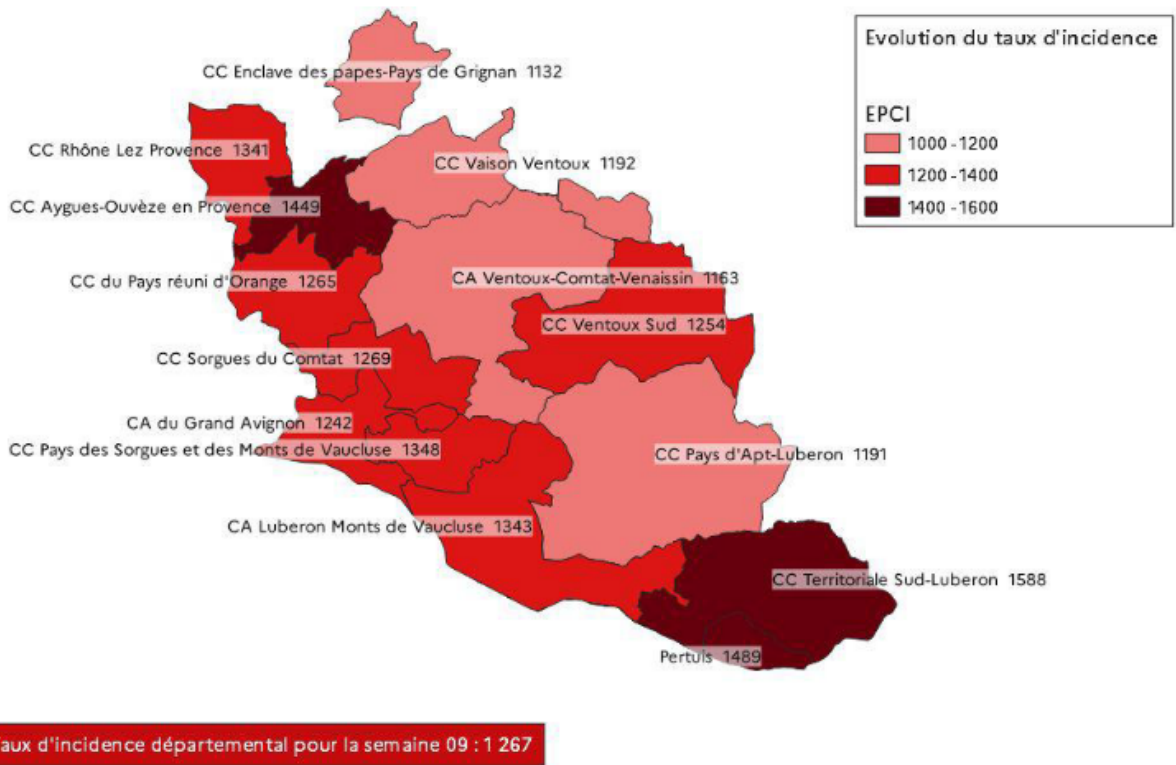 Evolution du taux d'incidence
EPCI
1000 - 1200
1200 - 1400
1400 - 1600
CC Enclave des papes-Pays de Grignan 1132
CC Rhône Lez Provence 1341
CC Vaison Ventoux 1192
CC Aygues-Ouvèze en Provence 1449
CC du Pays réuni d'Orange 1265
CA Ventoux-Comtat-Venaissin 1163
CC Ventoux Sud 1254
CC Sorgues du Comtat 1269
CA du Grand Avignon 1242
CC Pays des Sorgues et des Monts de Vaucluse 1348
CC Pays d'Apt-Luberon 1191
CA Luberon Monts de Vaucluse 1343
CC Territoriale Sud-Luberon 1588
Pertuis 1489
aux d'incidence départemental pour la semaine 09 : 1 267